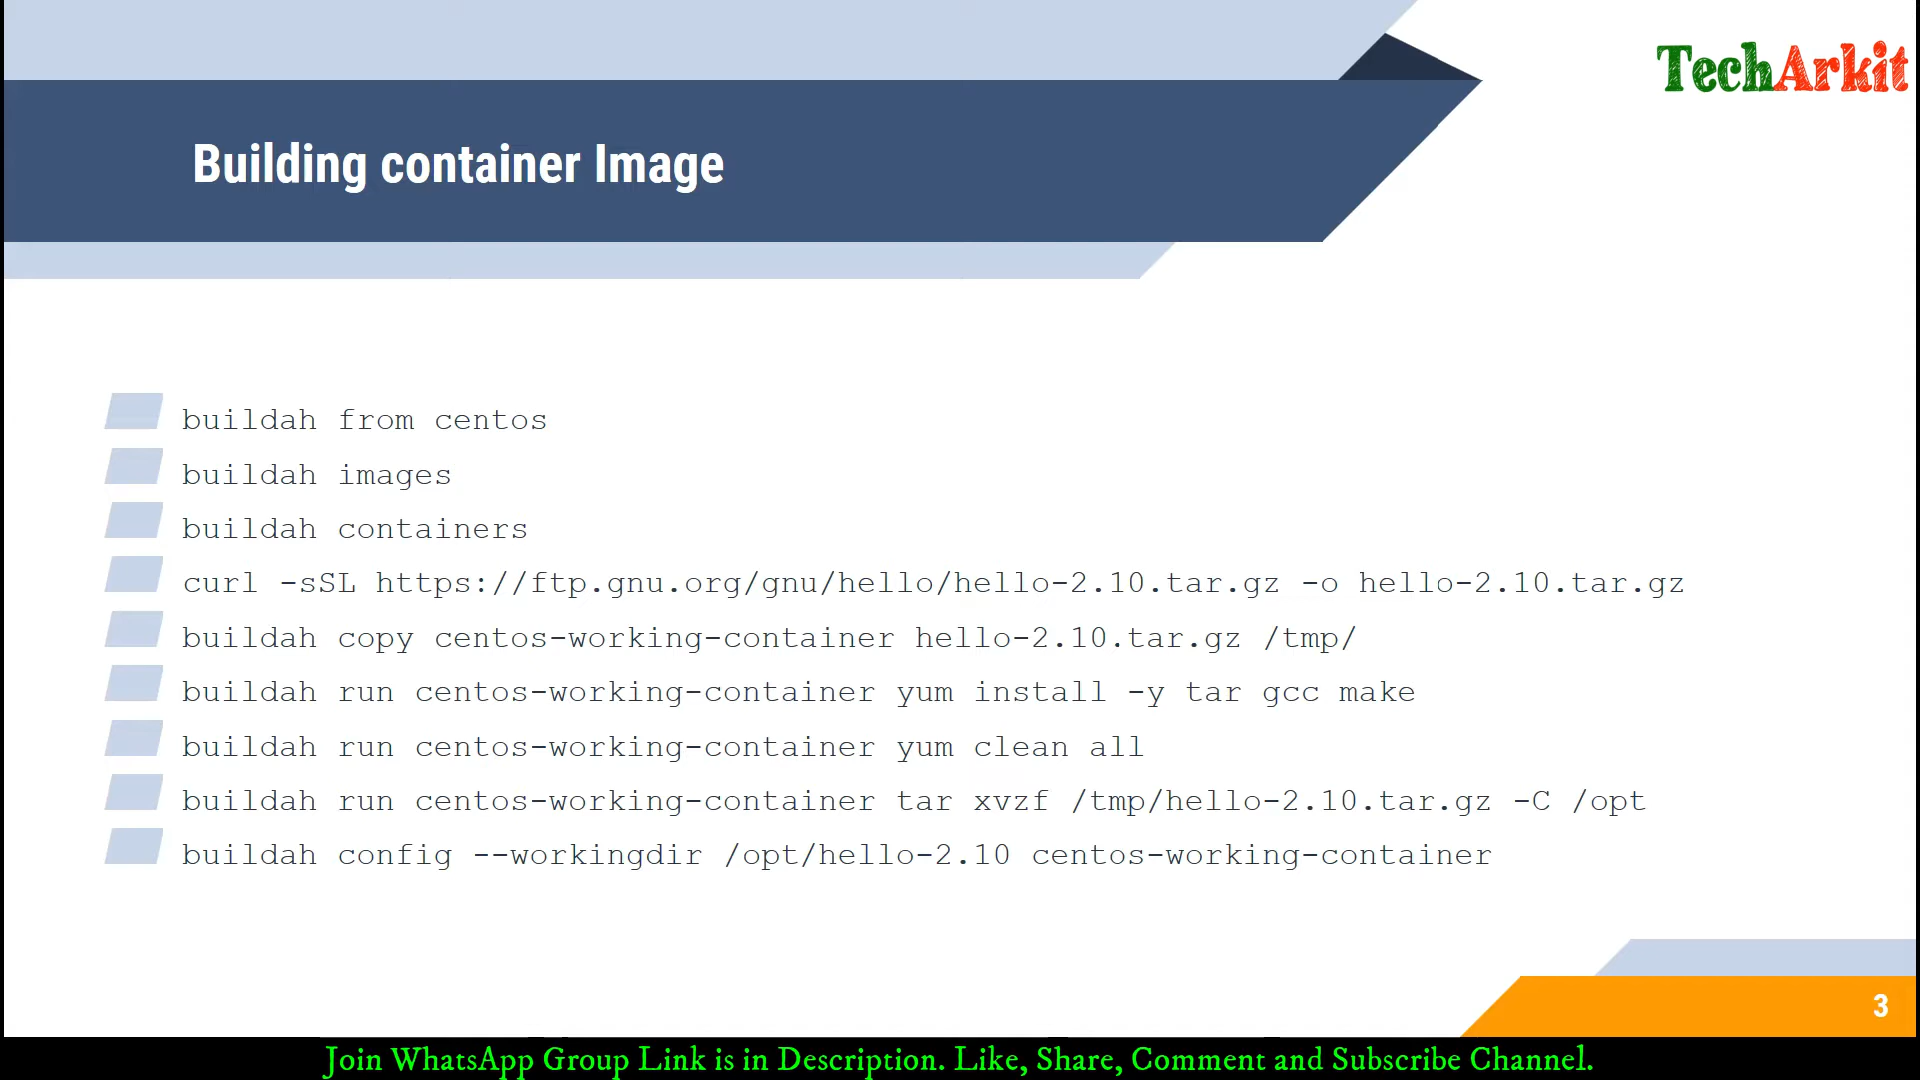 TechArkit
Building container Image
buildah from centos
buildah images
buildah containers
curl -sSL https://ftp.gnu.org/gnu/hello/hello-2.10.tar.gz -o hello-2.10.tar.gz
buildah copy centos-working-container hello-2.10.tar.gz /tmp/
buildah run centos-working-container yum install -y tar gcc make
buildah run centos-working-container yum clean all
buildah run centos-working-container tar xvzf /tmp/hello-2.10.tar.gz -C /opt
buildah config --workingdir /opt/hello-2.10 centos-working-container
3
Join WhatsApp Group Link is in Description. Like, Share, Comment and Subscribe Channel.